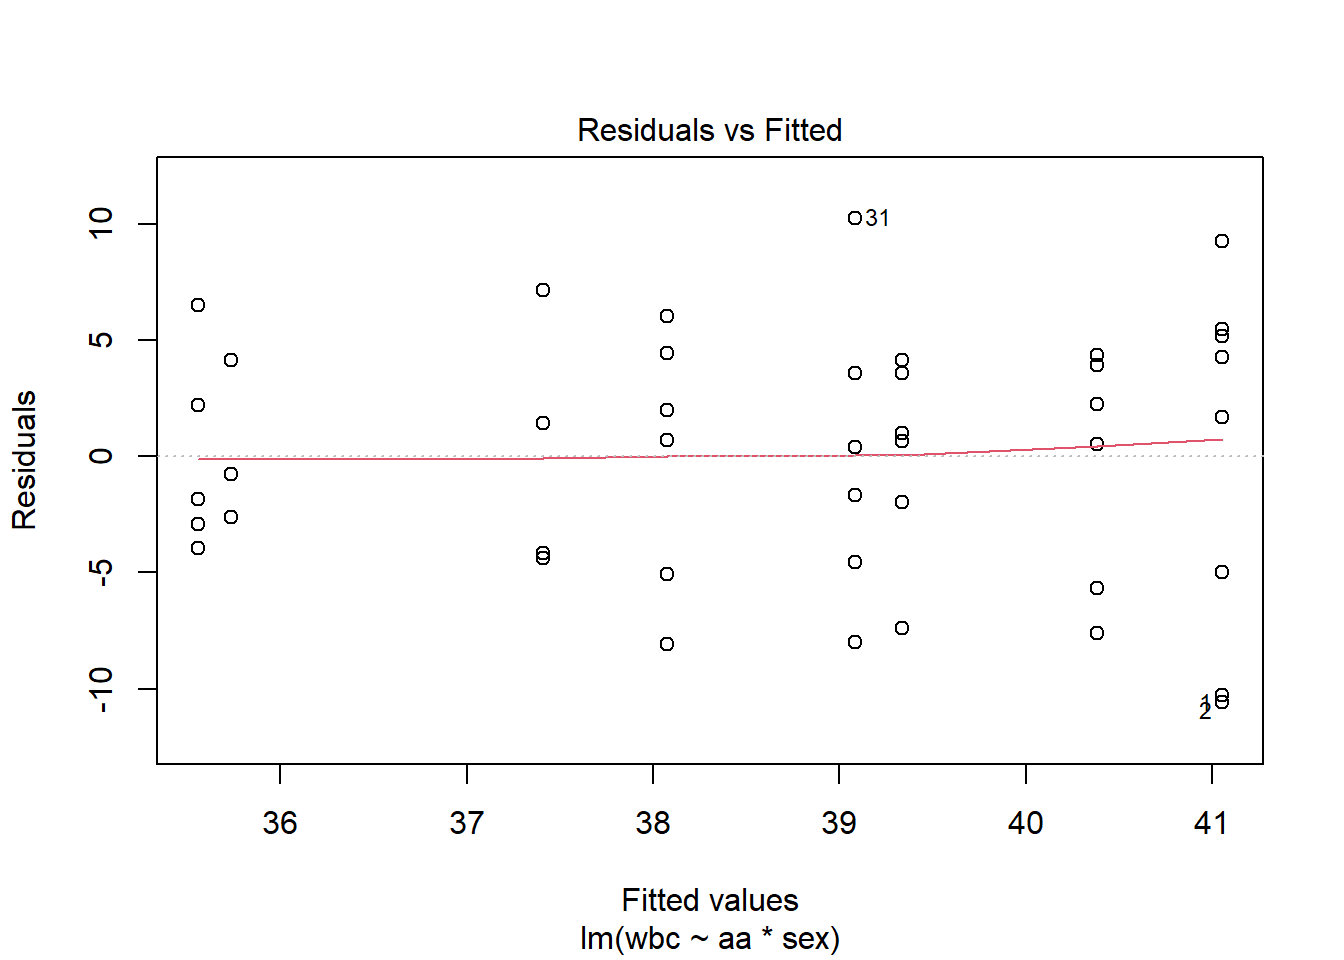 Residuals vs Fitted
Residuals
10
5
0
-5
-10
31
1
2
36 37 38 39 40 41
Fitted values
lm(wbc ~ aa * sex)